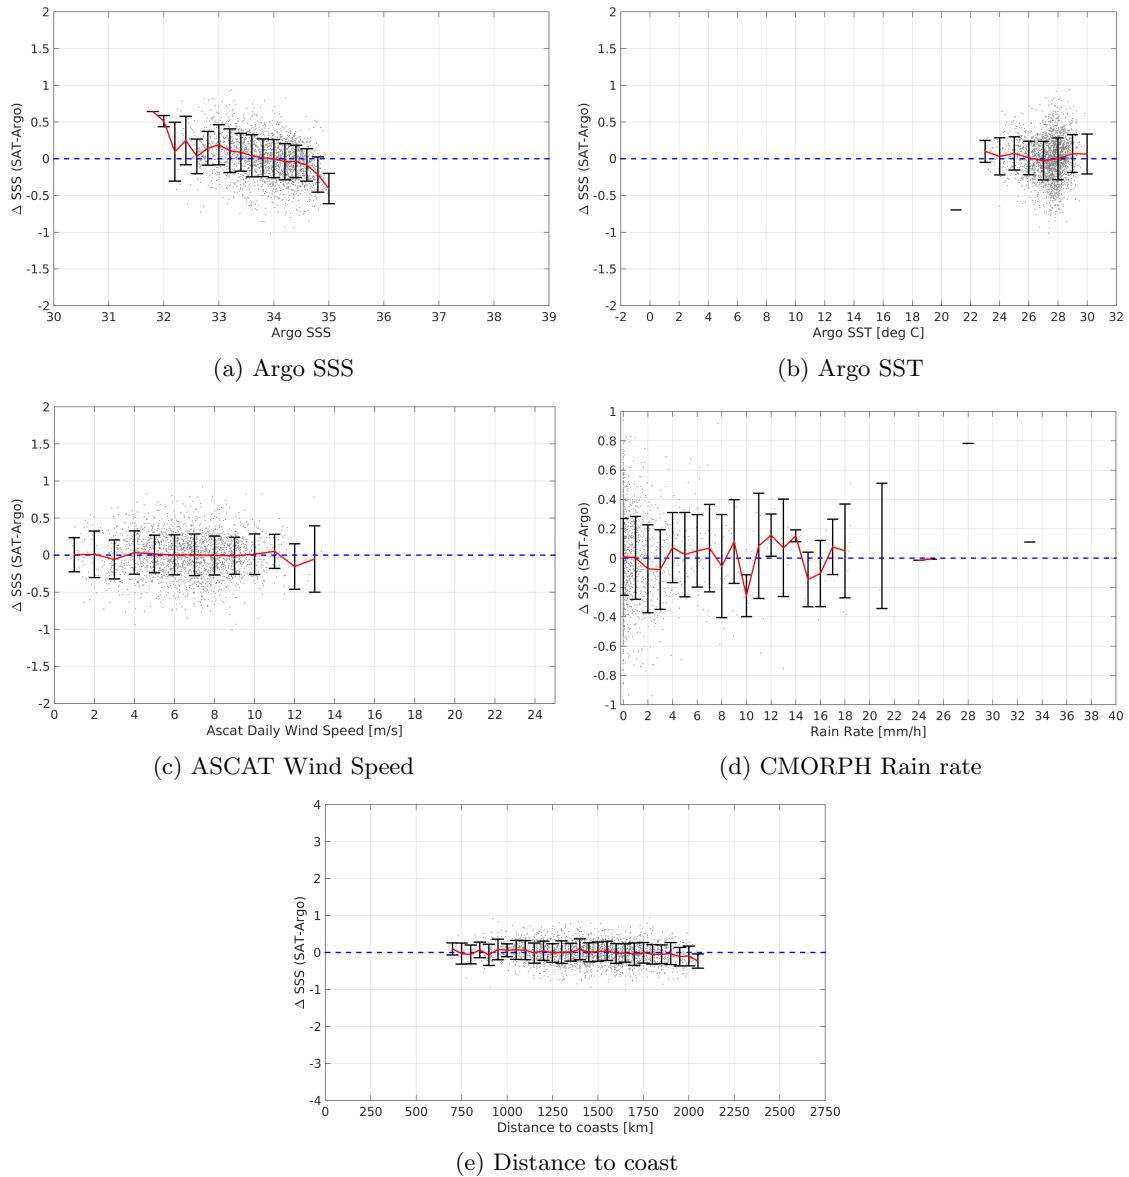 2
1.5
1
0.5
0
-0.5
-1
-1.5
-2
Δ SSS (SAT-Argo)
30 31 32 33 34 35 36 37 38 39
Argo SSS
(a) Argo SSS
2
1.5
1
0.5
0
-0.5
-1
-1.5
-2
Δ SSS (SAT-Argo)
-2 0 2 4 6 8 10 12 14 16 18 20 22 24 26 28 30 32
Argo SST [deg C]
(b) Argo SST
2
1.5
1
0.5
0
-0.5
-1
-1.5
-2
Δ SSS (SAT-Argo)
0 2 4 6 8 10 12 14 16 18 20 22 24
Ascat Daily Wind Speed [m/s]
(c) ASCAT Wind Speed
1
0.8
0.6
0.4
0.2
0
-0.2
-0.4
-0.6
-0.8
-1
Δ SSS (SAT-Argo)
0 2 4 6 8 10 12 14 16 18 20 22 24 26 28 30 32 34 36 38 40
Rain Rate [mm/h]
(d) CMORPH Rain rate
4
3
2
1
0
-1
-2
-3
-4
Δ SSS (SAT-Argo)
0 250 500 750 1000 1250 1500 1750 2000 2250 2500 2750
Distance to coasts [km]
(e) Distance to coast